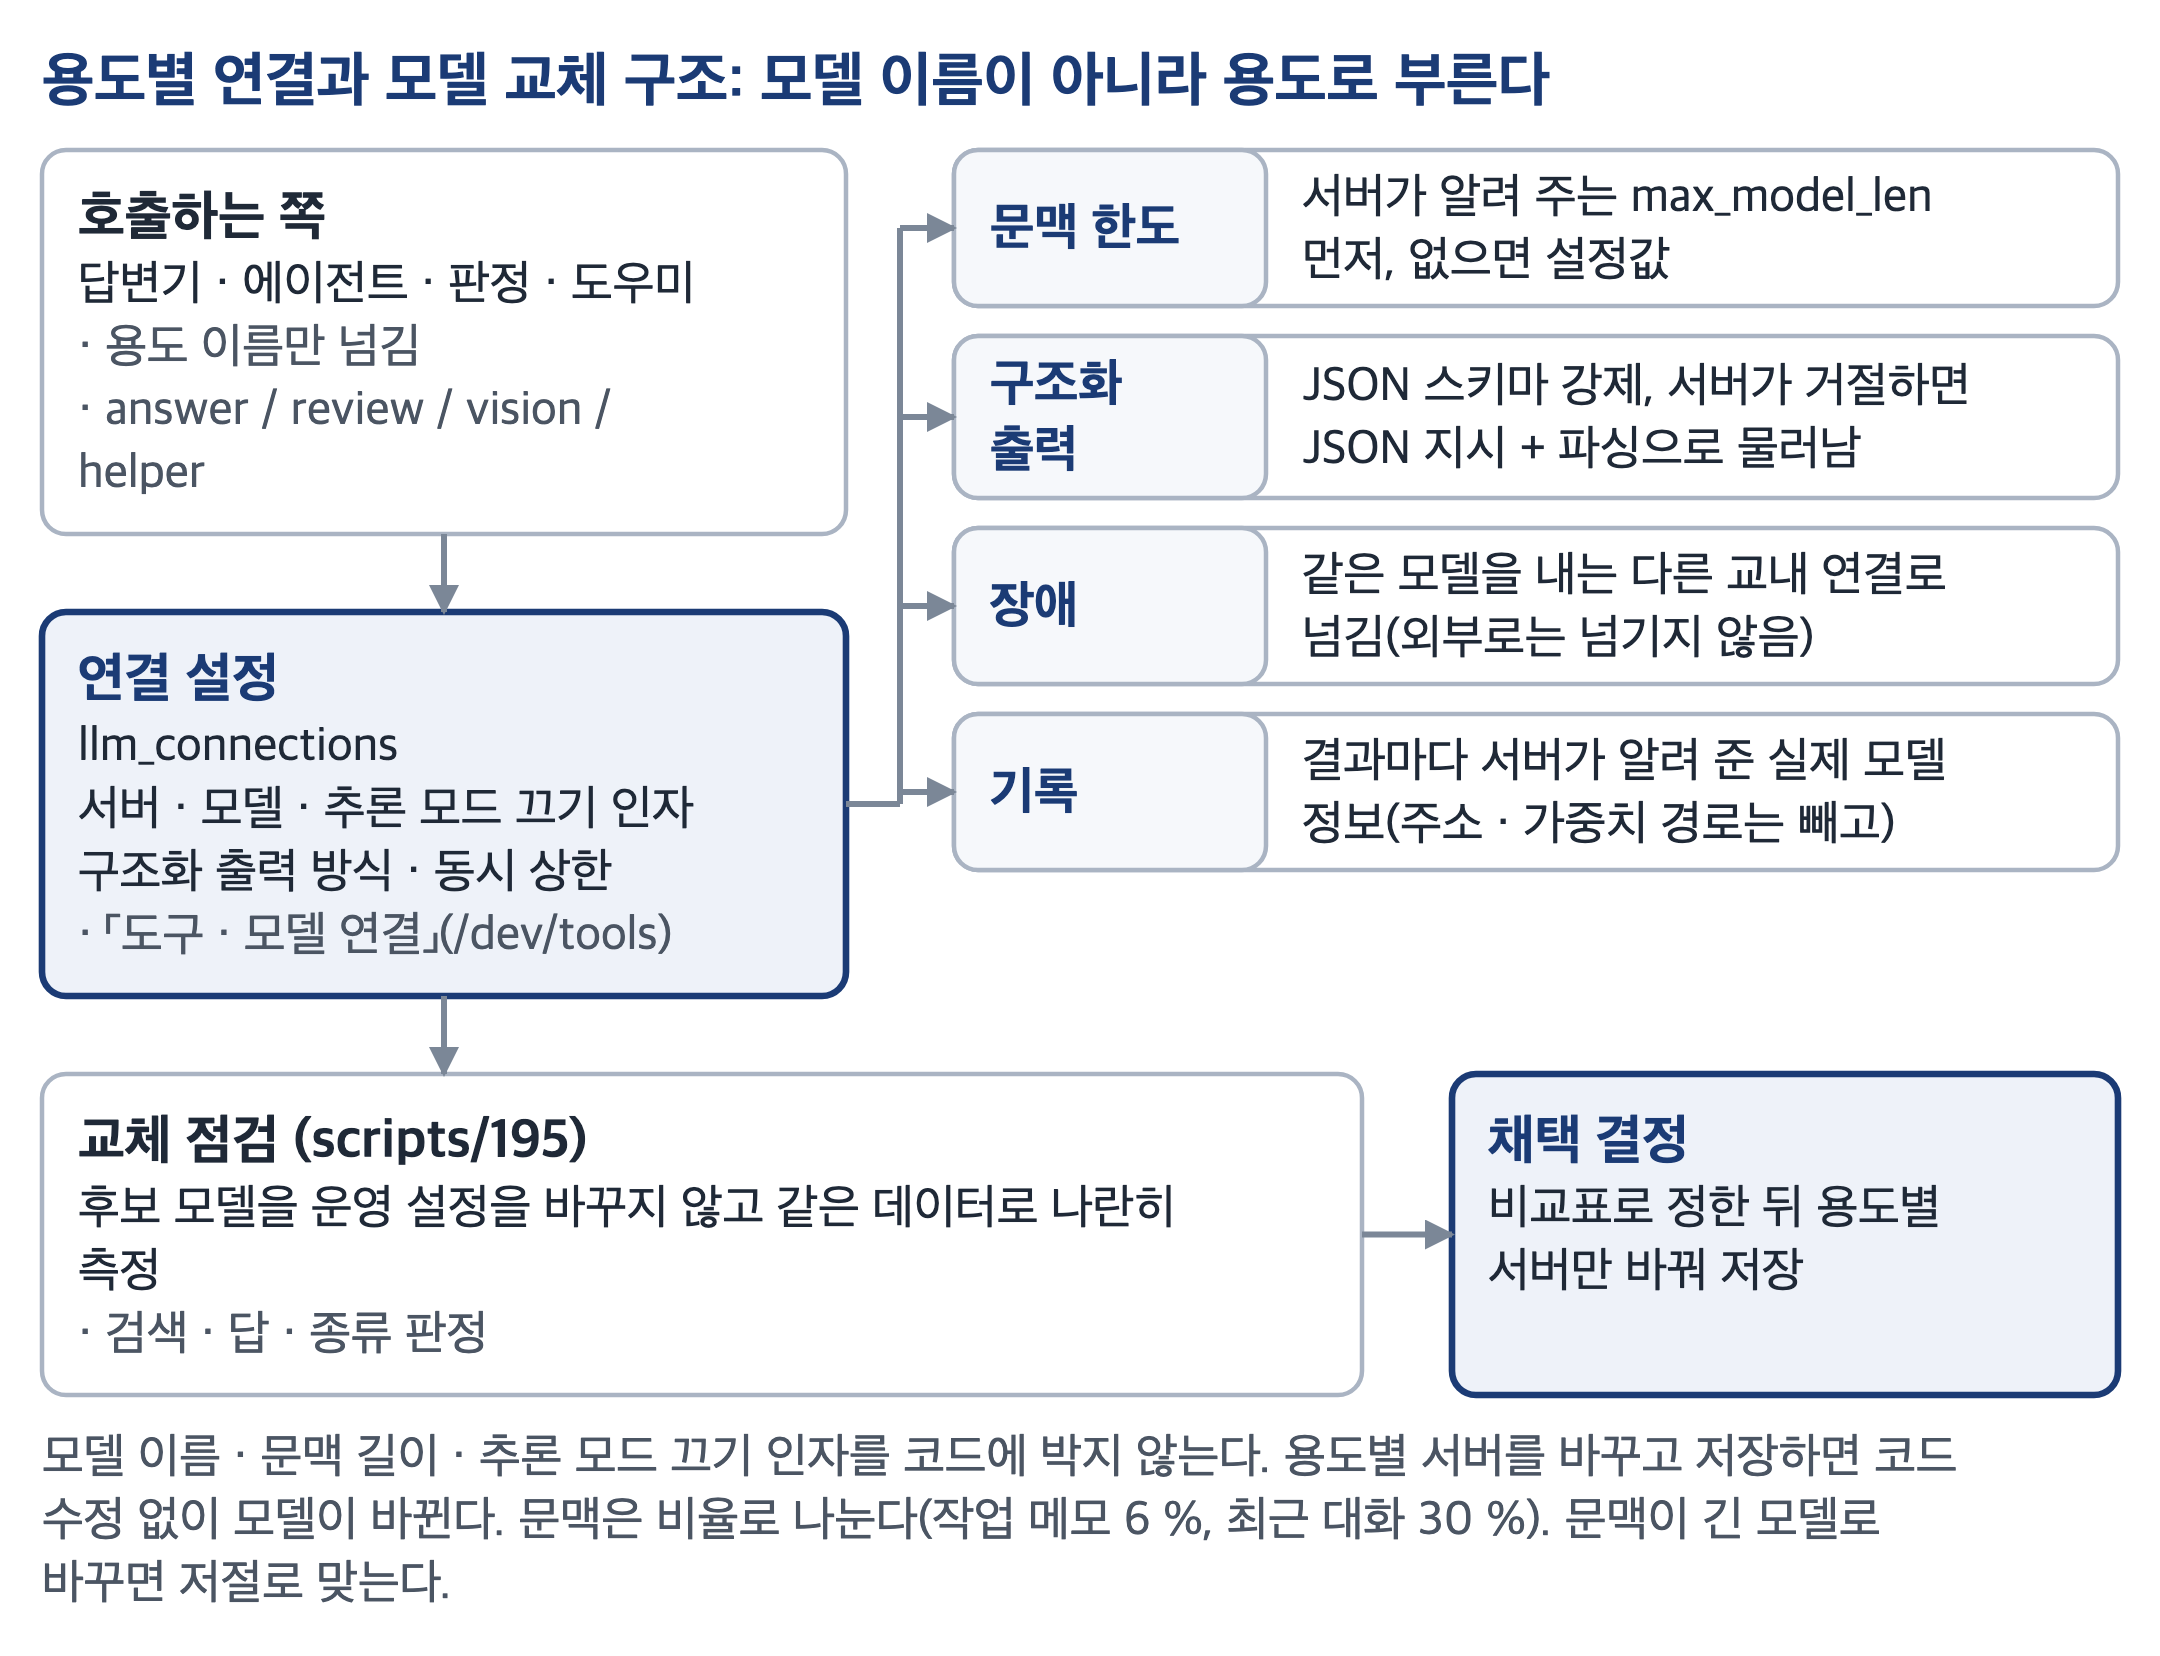 용도별 연결과 모델 교체 구조: 모델 이름이 아니라 용도로 부른다
호출하는 쪽
답변기 · 에이전트 · 판정 · 도우미
· 용도 이름만 넘김
· answer / review / vision /
helper
연결 설정
llm_connections
서버 · 모델 · 추론 모드 끄기 인자
구조화 출력 방식 · 동시 상한
· 「도구 · 모델 연결」(/dev/tools)
문맥 한도
서버가 알려 주는 max_model_len
먼저, 없으면 설정값
구조화
출력
JSON 스키마 강제, 서버가 거절하면
JSON 지시 + 파싱으로 물러남
장애
같은 모델을 내는 다른 교내 연결로
넘김(외부로는 넘기지 않음)
기록
결과마다 서버가 알려 준 실제 모델
정보(주소 · 가중치 경로는 빼고)
교체 점검 (scripts/195)
후보 모델을 운영 설정을 바꾸지 않고 같은 데이터로 나란히
측정
· 검색 · 답 · 종류 판정
채택 결정
비교표로 정한 뒤 용도별
서버만 바꿔 저장
모델 이름 · 문맥 길이 · 추론 모드 끄기 인자를 코드에 박지 않는다. 용도별 서버를 바꾸고 저장하면 코드
수정 없이 모델이 바뀐다. 문맥은 비율로 나눈다(작업 메모 6 %, 최근 대화 30 %). 문맥이 긴 모델로
바꾸면 저절로 맞는다.